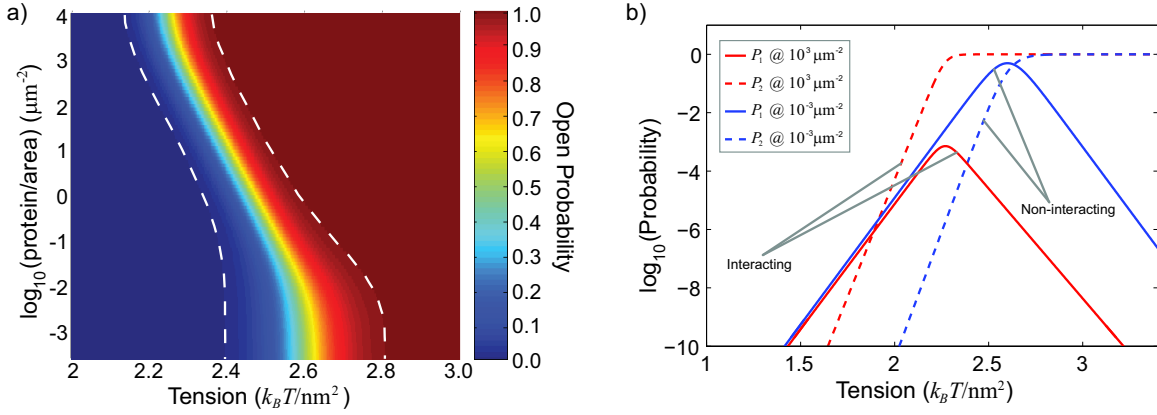 a)
4
3
2
1
0
-1
-2
-3
log10(protein/area) (μm-2)
2
2.2
2.4
2.6
2.8
3.0
Tension (kBT/nm2)
1.0
0.9
0.8
0.7
0.6
0.5
0.4
0.3
0.2
0.1
0.0
Open Probability
b)
0
-2
-4
-6
-8
-10
log10(Probability)
P1 @ 10³ μm-2
P2 @ 10³ μm-2
P1 @ 10-3 μm-2
P2 @ 10-3 μm-2
Non-interacting
Interacting
1
1.5
2
2.5
3
Tension (kBT/nm2)